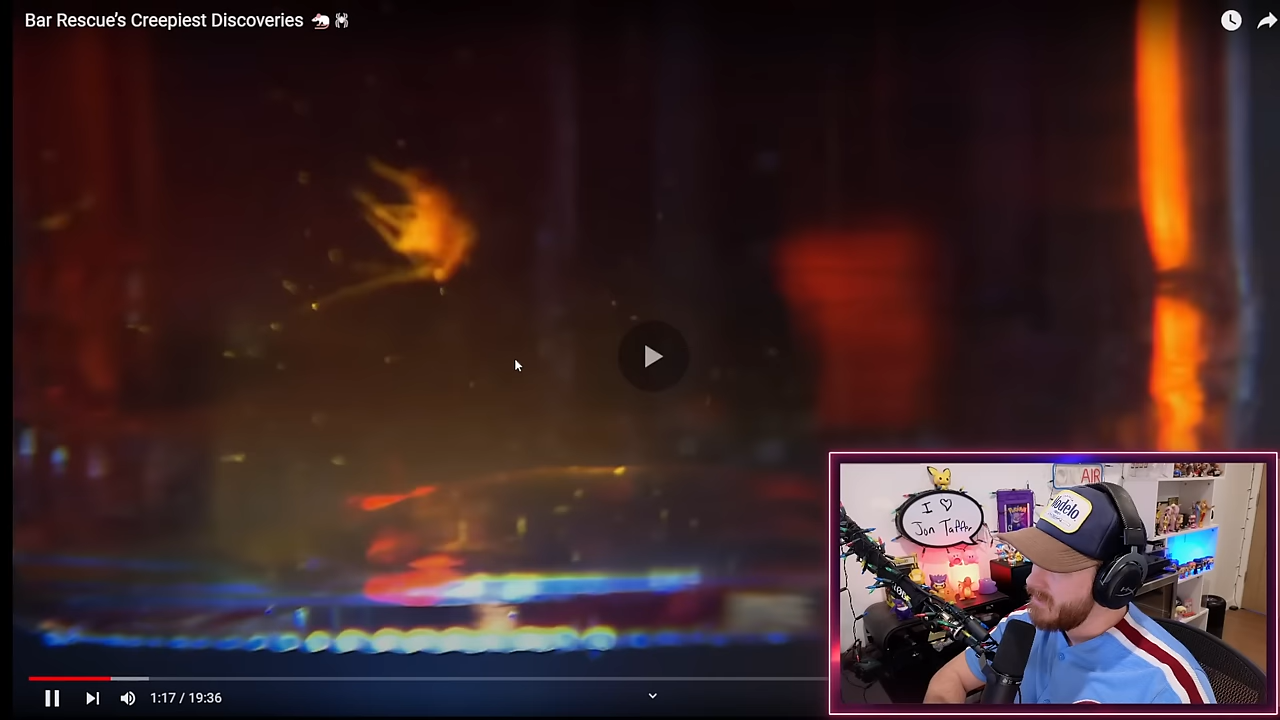 Bar Rescue's Creepiest Discoveries 🐀 🕷
AIR
I ♡
Jon Taffer
Modelo
1:17 / 19:36